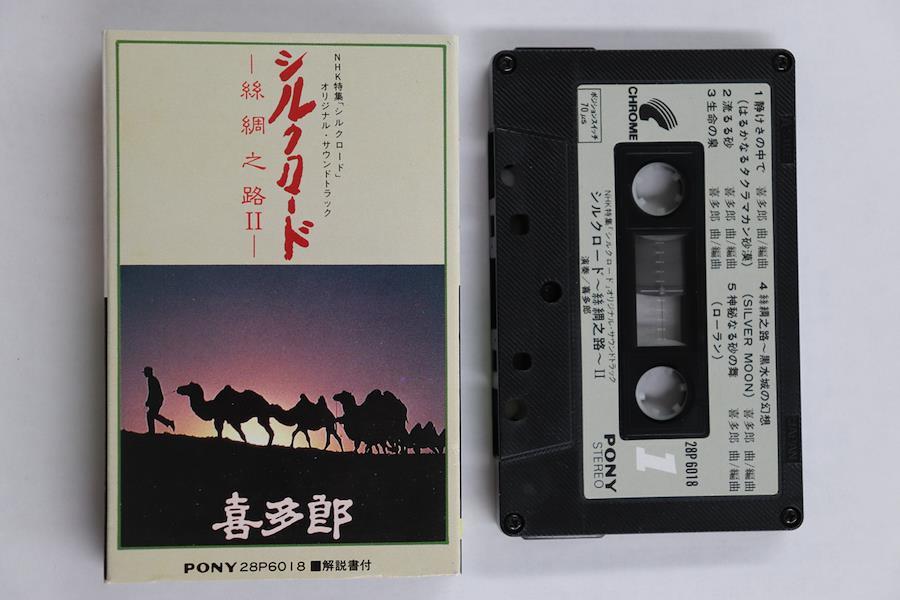 NHK特集「シルクロード」
オリジナル・サウンドトラック
シルクロード
—絲綢之路II—
喜多郎
PONY 28P6018 ■解説書付
CHROME
ポジションスイッチ
70μs
1 静けさの中で 喜多郎 曲/編曲
(はるかなるタクラマカン砂漠)
2 流るる砂 喜多郎 曲/編曲
3 生命の泉 喜多郎 曲/編曲
4 絲綢之路〜黒水城の幻想
(SILVER MOON) 喜多郎 曲/編曲
5 神秘なる砂の舞 喜多郎 曲/編曲
(ローラン)
NHK特集「シルクロード」オリジナル・サウンドトラック
シルクロード〜絲綢之路〜II
演奏/喜多郎
PONY
STEREO
28P6018
1